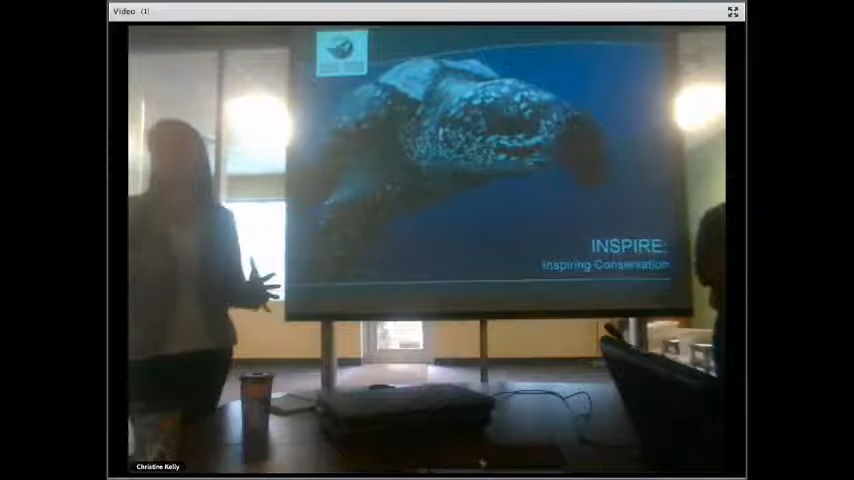 Video (1)
INSPIRE:
Inspiring Conservation
Christine Kelly